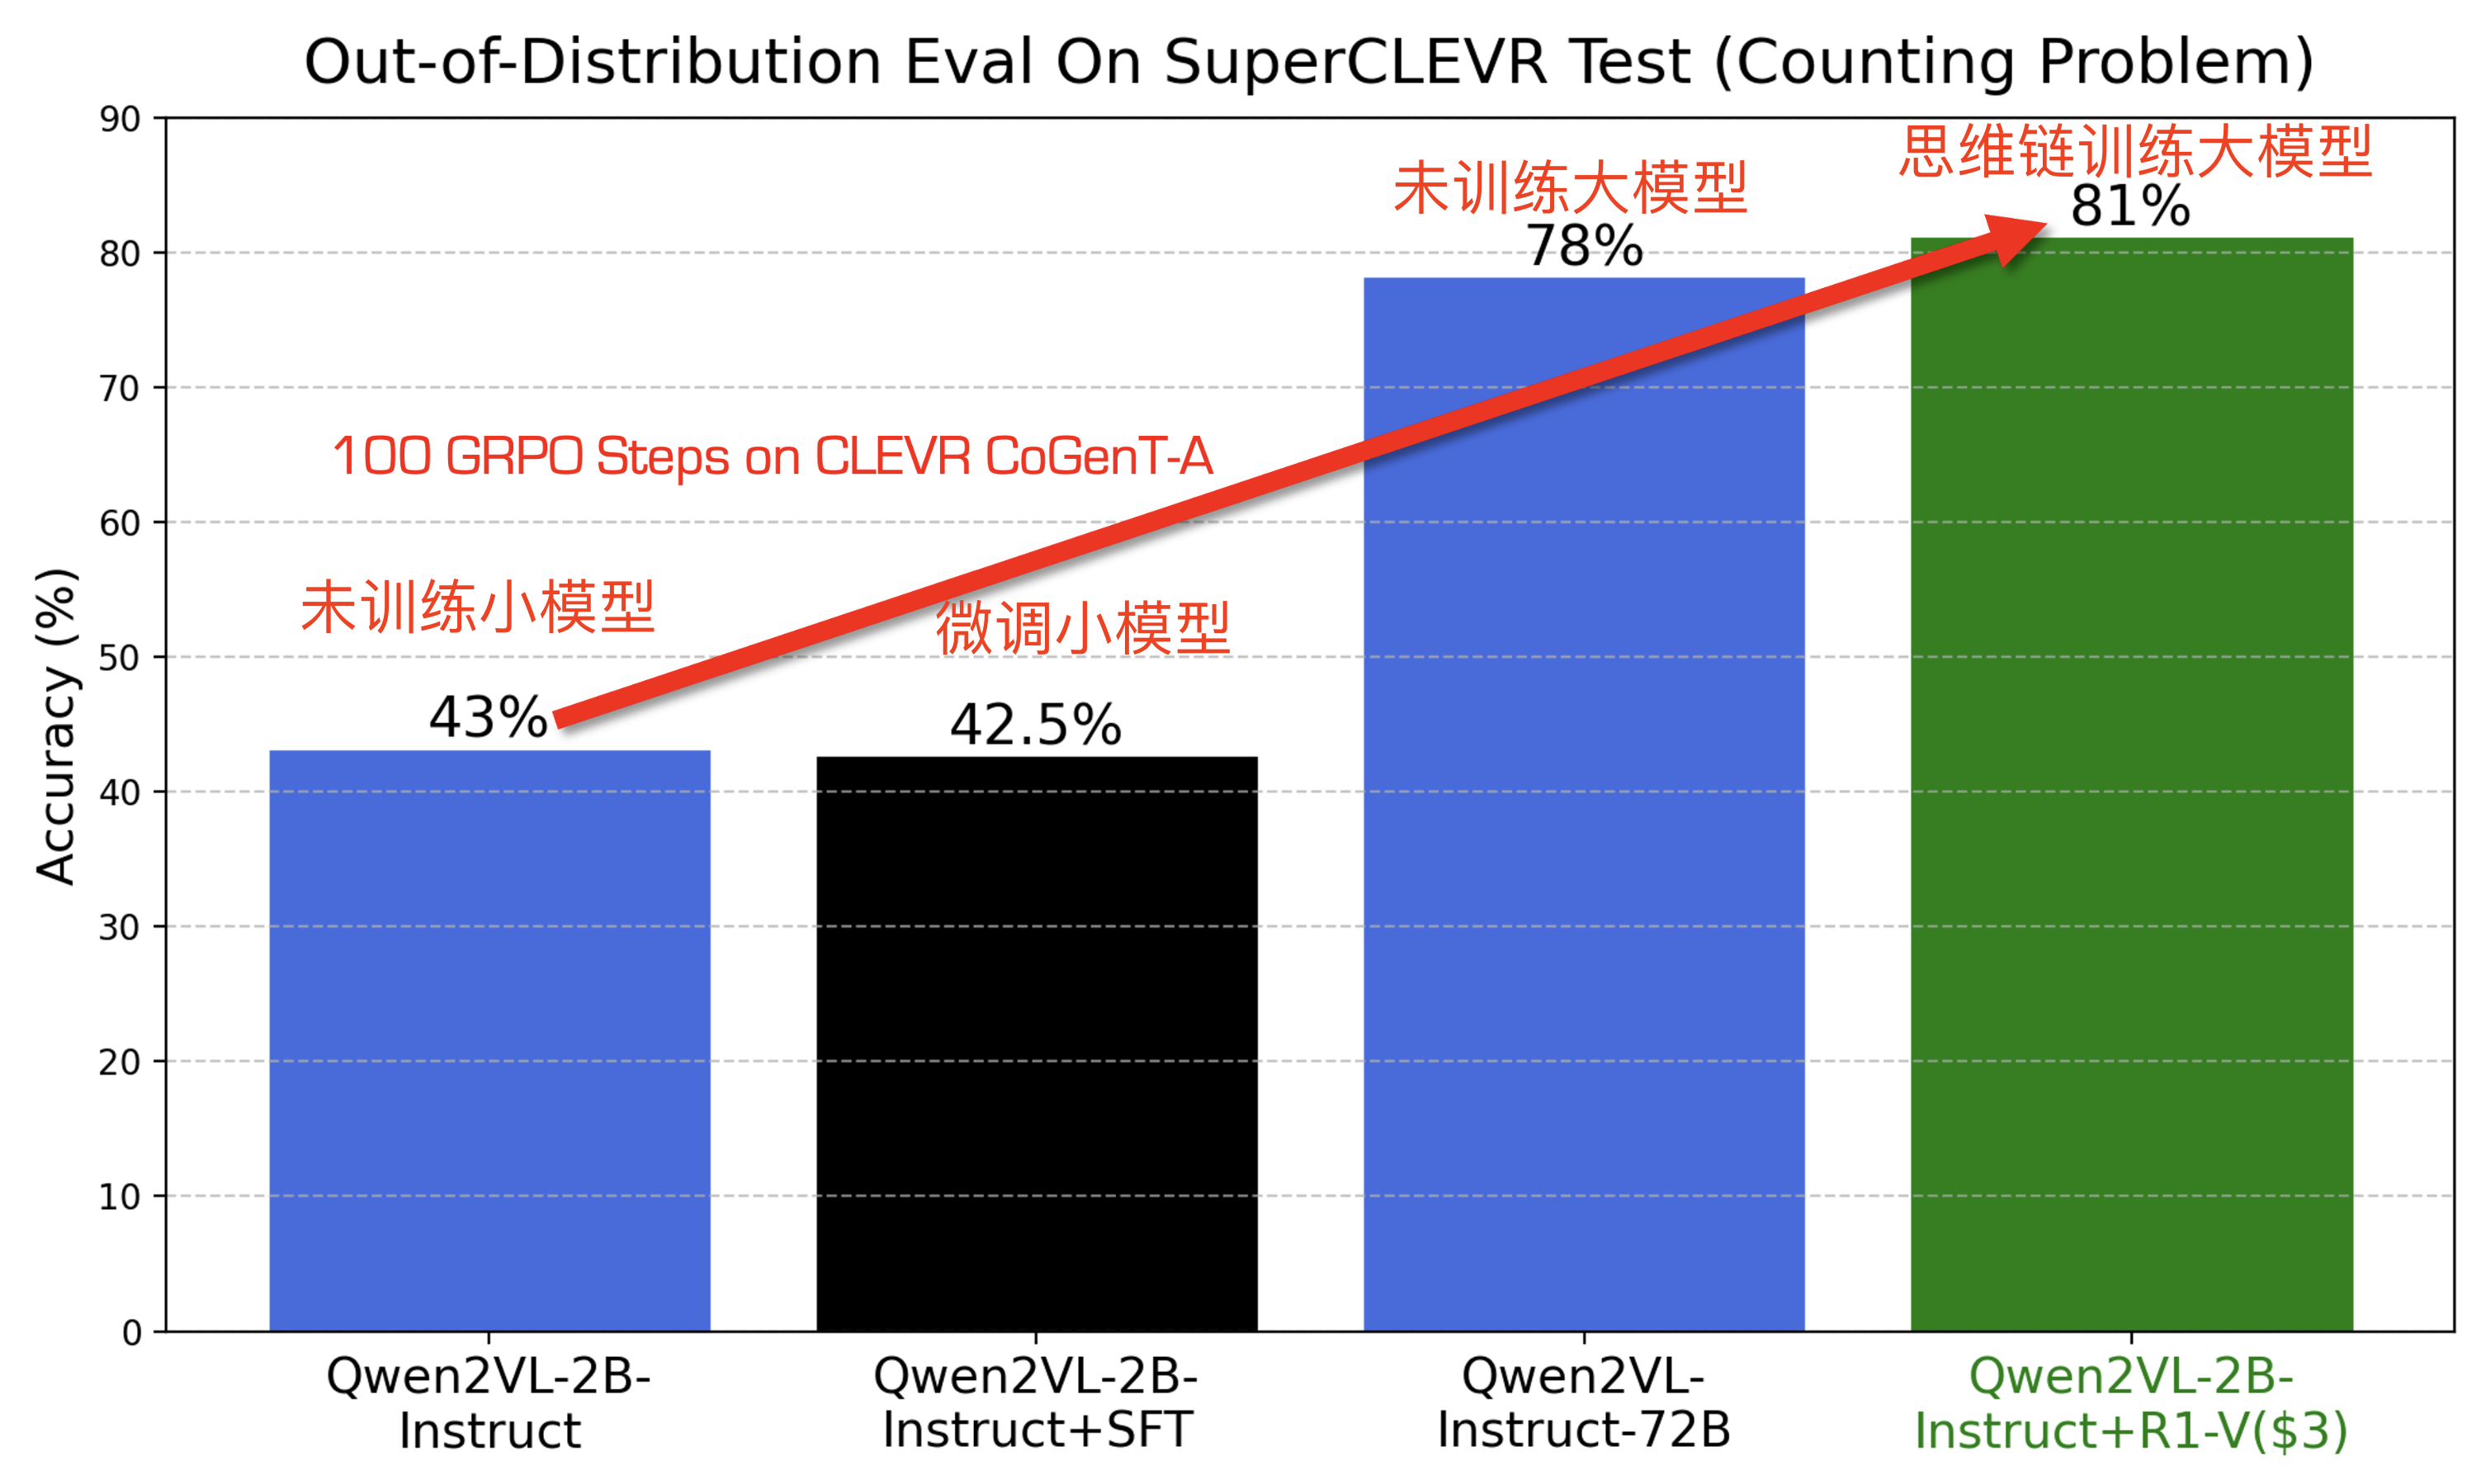 Out-of-Distribution Eval On SuperCLEVR Test (Counting Problem)
Accuracy (%)
90
80
70
60
50
40
30
20
10
0
未训练小模型
43%
100 GRPO Steps on CLEVR CoGenT-A
微调小模型
42.5%
未训练大模型
78%
思维链训练大模型
81%
Qwen2VL-2B-
Instruct
Qwen2VL-2B-
Instruct+SFT
Qwen2VL-
Instruct-72B
Qwen2VL-2B-
Instruct+R1-V($3)